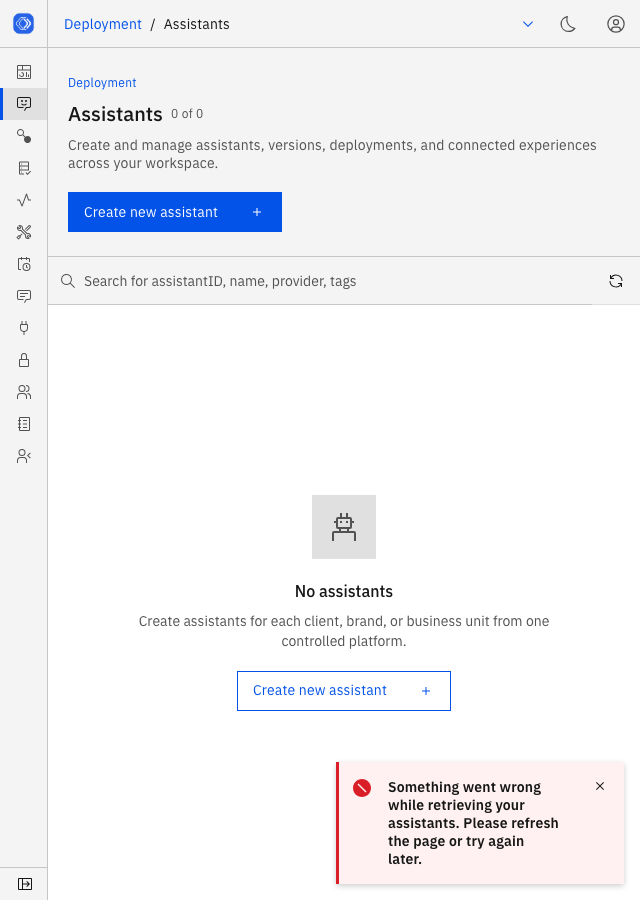 Deployment / Assistants
Deployment
Assistants 0 of 0
Create and manage assistants, versions, deployments, and connected experiences
across your workspace.
Create new assistant +
Search for assistantID, name, provider, tags
No assistants
Create assistants for each client, brand, or business unit from one
controlled platform.
Create new assistant +
Something went wrong
while retrieving your
assistants. Please refresh
the page or try again
later.